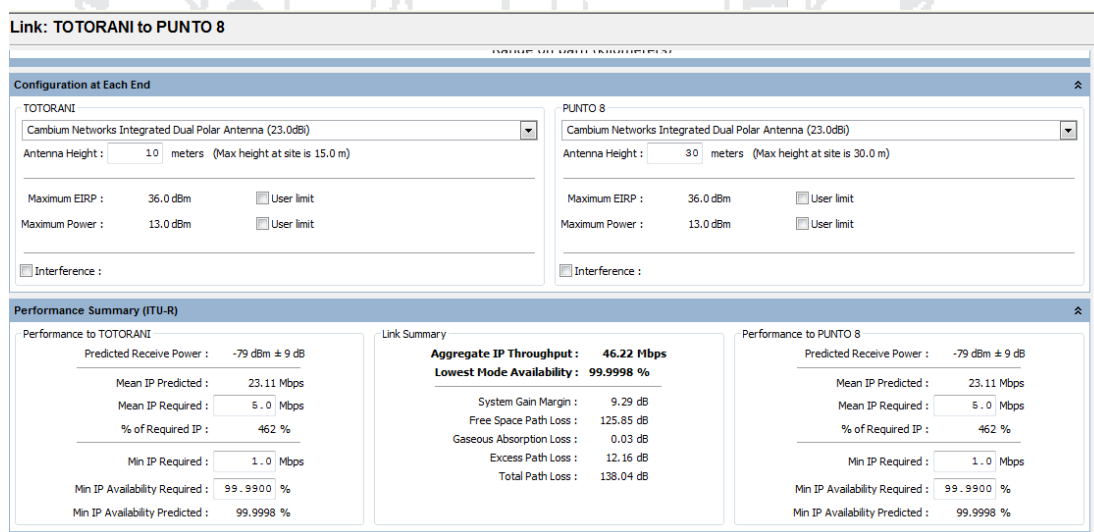 Link: TOTORANI to PUNTO 8
Range on path (kilometers)
Configuration at Each End
TOTORANI
Cambium Networks Integrated Dual Polar Antenna (23.0dBi)
Antenna Height : 10 meters (Max height at site is 15.0 m)
Maximum EIRP : 36.0 dBm User limit
Maximum Power : 13.0 dBm User limit
Interference :
PUNTO 8
Cambium Networks Integrated Dual Polar Antenna (23.0dBi)
Antenna Height : 30 meters (Max height at site is 30.0 m)
Maximum EIRP : 36.0 dBm User limit
Maximum Power : 13.0 dBm User limit
Interference :
Performance Summary (ITU-R)
Performance to TOTORANI
Predicted Receive Power : -79 dBm ± 9 dB
Mean IP Predicted : 23.11 Mbps
Mean IP Required : 5.0 Mbps
% of Required IP : 462 %
Min IP Required : 1.0 Mbps
Min IP Availability Required : 99.9900 %
Min IP Availability Predicted : 99.9998 %
Link Summary
Aggregate IP Throughput : 46.22 Mbps
Lowest Mode Availability : 99.9998 %
System Gain Margin : 9.29 dB
Free Space Path Loss : 125.85 dB
Gaseous Absorption Loss : 0.03 dB
Excess Path Loss : 12.16 dB
Total Path Loss : 138.04 dB
Performance to PUNTO 8
Predicted Receive Power : -79 dBm ± 9 dB
Mean IP Predicted : 23.11 Mbps
Mean IP Required : 5.0 Mbps
% of Required IP : 462 %
Min IP Required : 1.0 Mbps
Min IP Availability Required : 99.9900 %
Min IP Availability Predicted : 99.9998 %